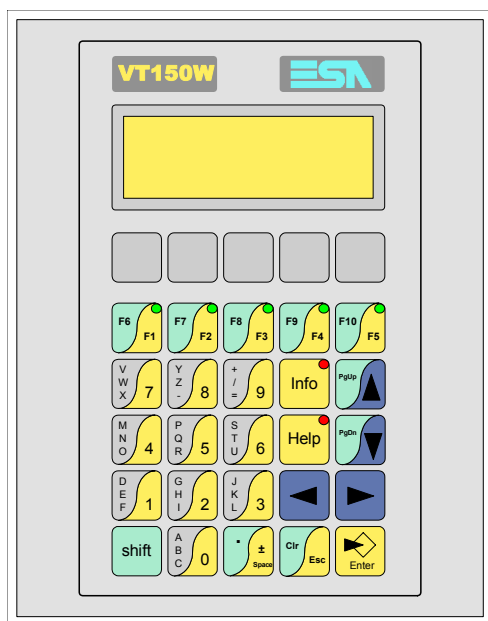 VT150W ESA
F6 F1 F7 F2 F8 F3 F9 F4 F10 F5
V W X 7 Y Z - 8 + / = 9 Info PgUp
M N O 4 P Q R 5 S T U 6 Help PgDn
D E F 1 G H I 2 J K L 3
shift A B C 0 . ± Space Clr Esc Enter